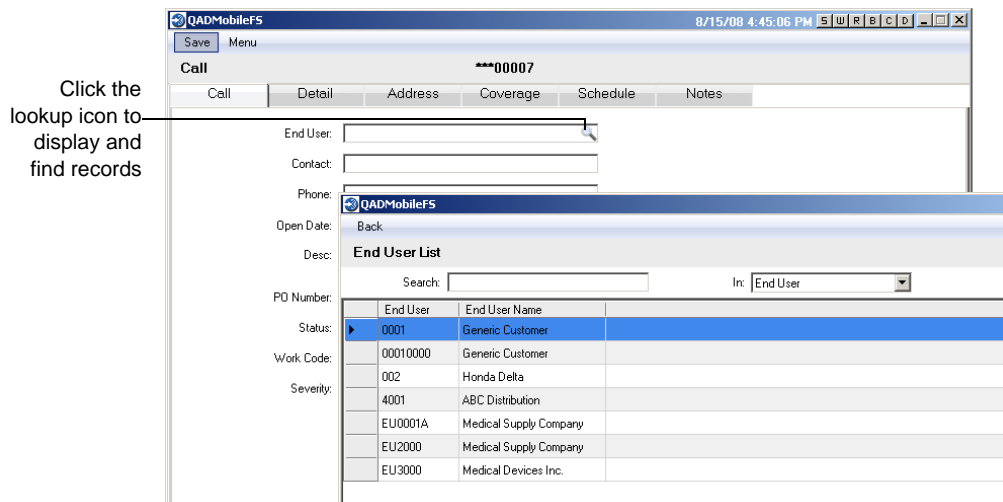 QADMobileFS
8/15/08 4:45:06 PM S W R B C D
Save Menu
Call ***00007
Call Detail Address Coverage Schedule Notes
Click the
lookup icon to
display and
find records
End User:
Contact:
Phone:
Open Date:
Desc:
PO Number:
Status:
Work Code:
Severity:
QADMobileFS
Back
End User List
Search: In: End User
End User End User Name
0001 Generic Customer
00010000 Generic Customer
002 Honda Delta
4001 ABC Distribution
EU0001A Medical Supply Company
EU2000 Medical Supply Company
EU3000 Medical Devices Inc.